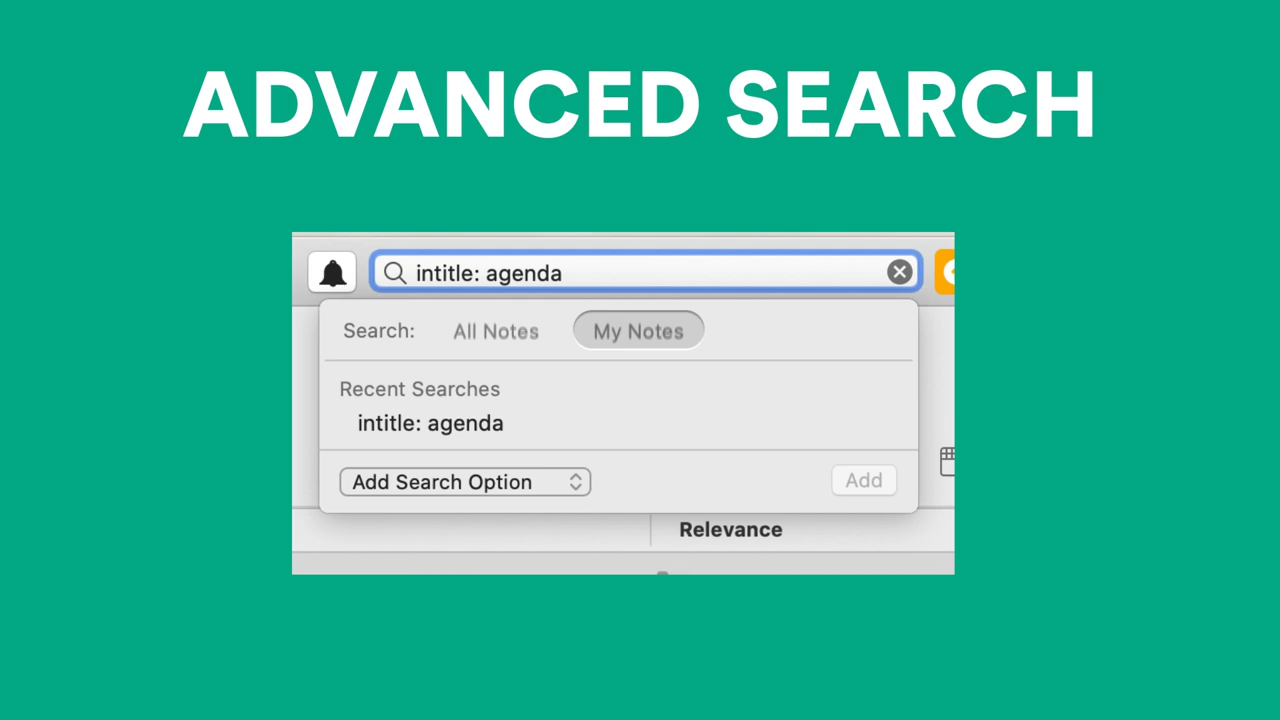 ADVANCED SEARCH
intitle: agenda
Search: All Notes My Notes
Recent Searches
intitle: agenda
Add Search Option Add
Relevance